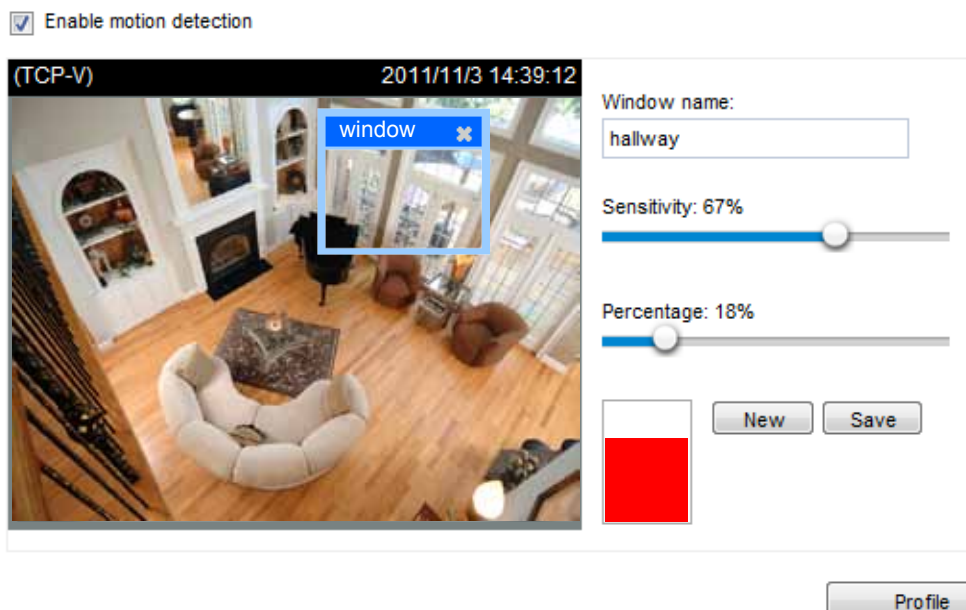 Enable motion detection
(TCP-V) 2011/11/3 14:39:12
window
Window name:
hallway
Sensitivity: 67%
Percentage: 18%
New Save
Profile